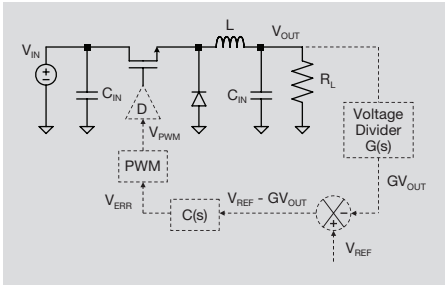 L
V_IN
V_OUT
C_IN
C_IN
R_L
D
V_PWM
Voltage
Divider
G(s)
PWM
GV_OUT
V_ERR
V_REF - GV_OUT
C(s)
V_REF